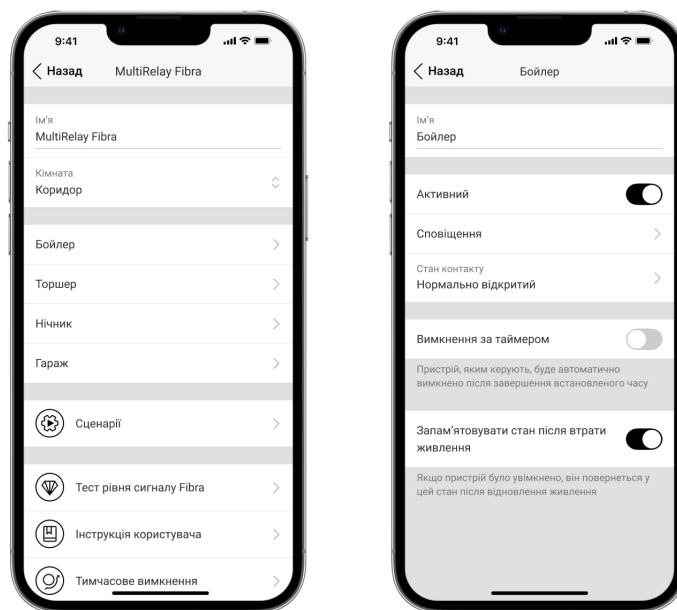 9:41
Назад
MultiRelay Fibra
Ім'я
MultiRelay Fibra
Кімната
Коридор
Бойлер
Торшер
Нічник
Гараж
Сценарії
Тест рівня сигналу Fibra
Інструкція користувача
Тимчасове вимкнення
9:41
Назад
Бойлер
Ім'я
Бойлер
Активний
Сповіщення
Стан контакту
Нормально відкритий
Вимкнення за таймером
Пристрій, яким керують, буде автоматично
вимкнено після завершення встановленого часу
Запам'ятовувати стан після втрати
живлення
Якщо пристрій було увімкнено, він повернеться у
цей стан після відновлення живлення